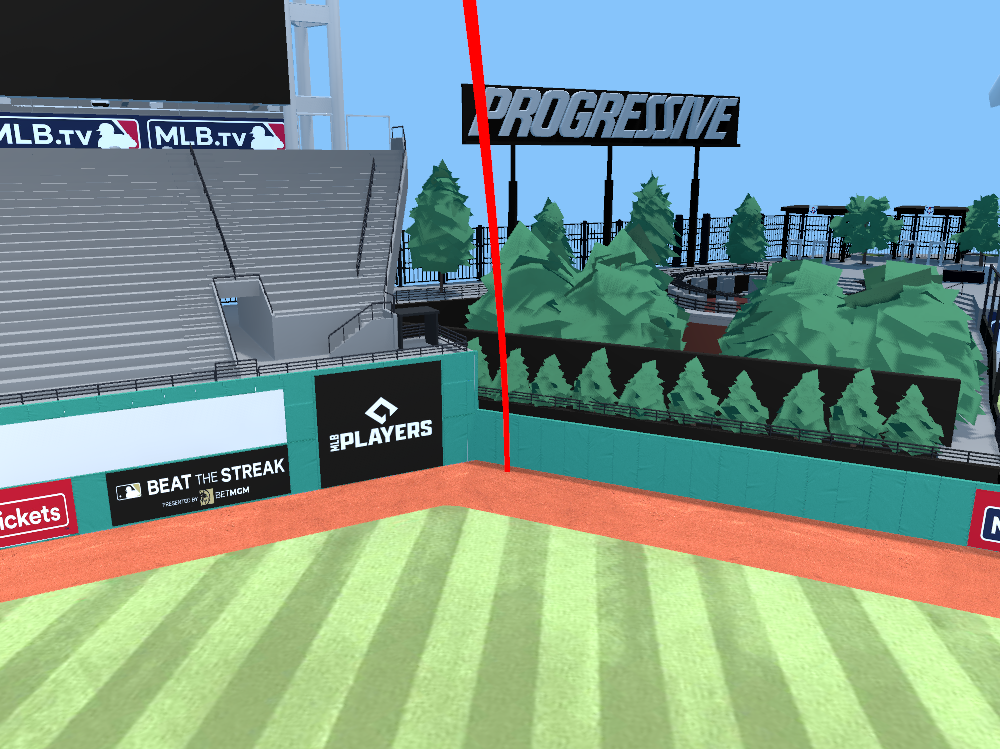 PROGRESSIVE
MLB.TV MLB.TV
MLB PLAYERS
BEAT THE STREAK
PRESENTED BY BETMGM
ickets